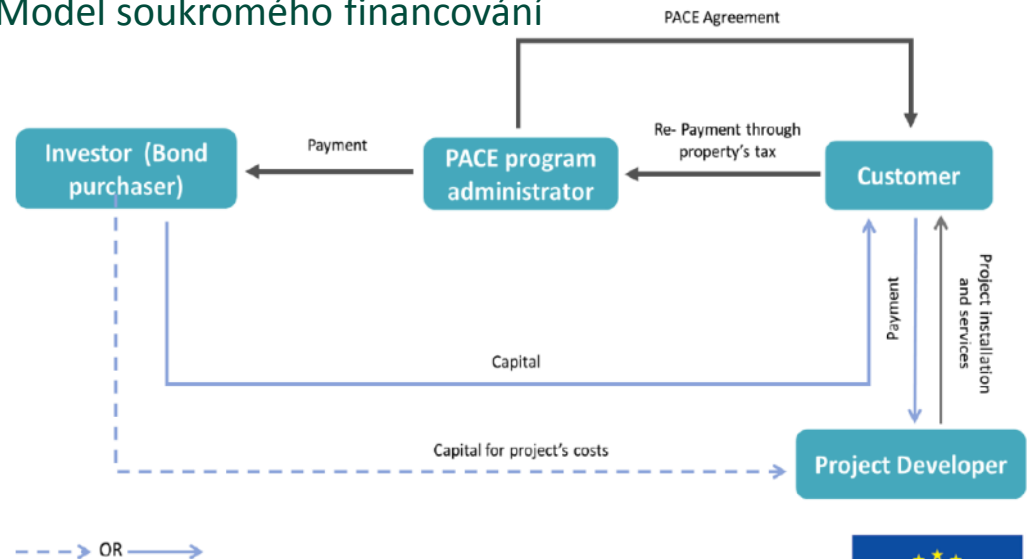 Model soukromého financování
PACE Agreement
Investor (Bond
purchaser)
Payment
PACE program
administrator
Re- Payment through
property's tax
Customer
Payment
Project installation
and services
Capital
Capital for project's costs
Project Developer
OR